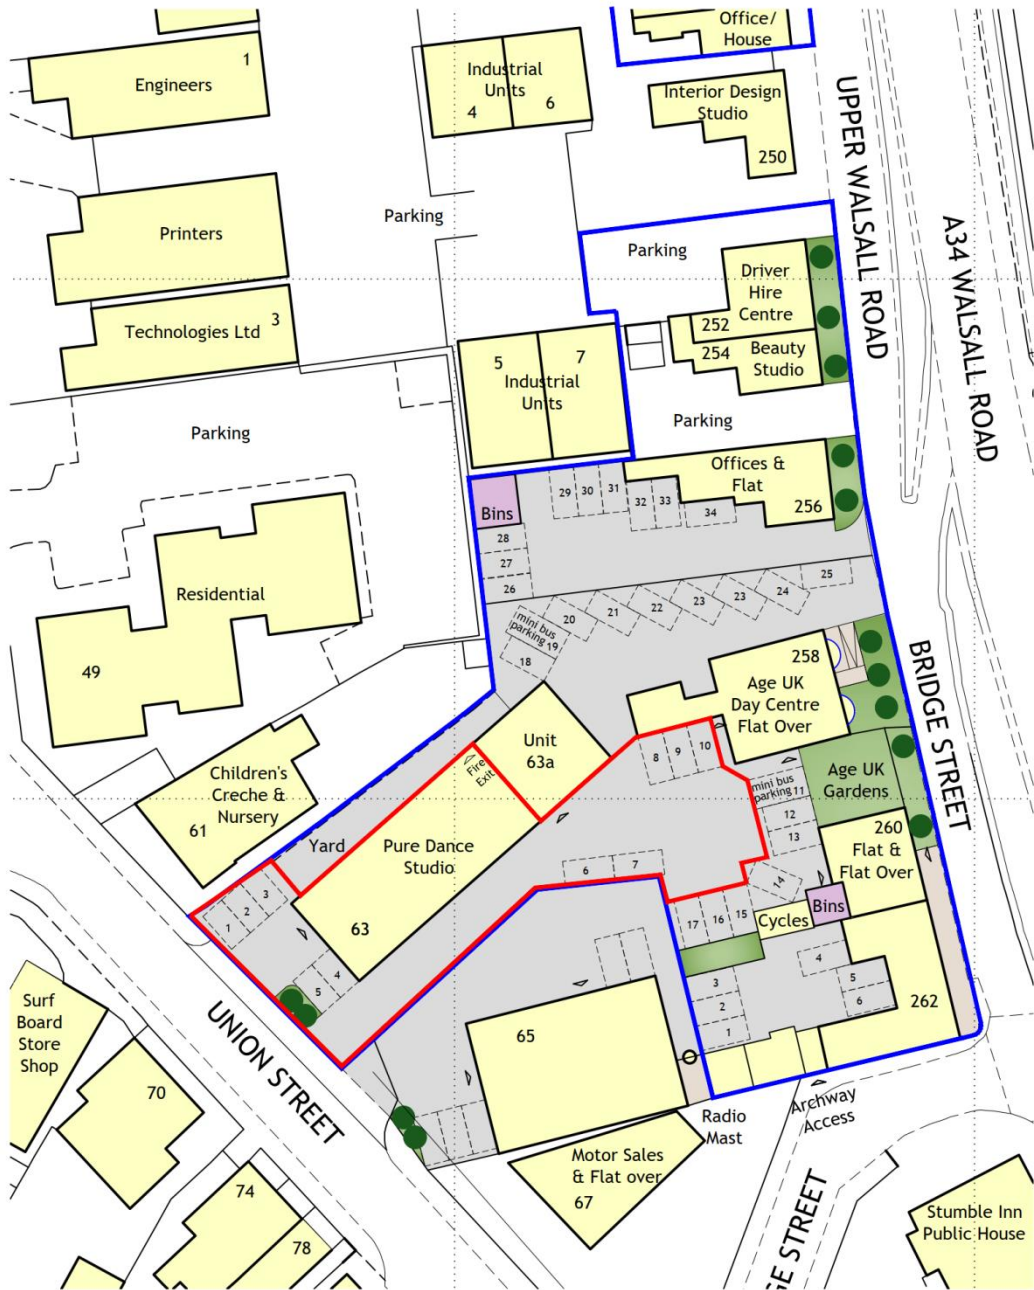 Office/
House
1
Engineers
Industrial
Units
4
6
Interior Design
Studio
250
UPPER WALSALL ROAD
A34 WALSALL ROAD
Printers
Parking
Parking
Driver
Hire
Centre
252
254
Beauty
Studio
Technologies Ltd
3
5
7
Industrial
Units
Parking
Parking
Offices &
Flat
256
Bins
29
30
31
32
33
34
28
27
26
25
24
23
23
22
21
20
mini bus
parking 19
18
Residential
49
258
Age UK
Day Centre
Flat Over
BRIDGE STREET
Unit
63a
Fire
Exit
8
9
10
mini bus
parking 11
12
13
14
Age UK
Gardens
Children's
Creche &
Nursery
61
Yard
Pure Dance
Studio
63
6
7
260
Flat &
Flat Over
Bins
Cycles
17
16
15
1
2
3
4
5
3
2
1
4
5
6
262
65
UNION STREET
Surf
Board
Store
Shop
70
74
78
Radio
Mast
Archway
Access
Motor Sales
& Flat over
67
GE STREET
Stumble Inn
Public House